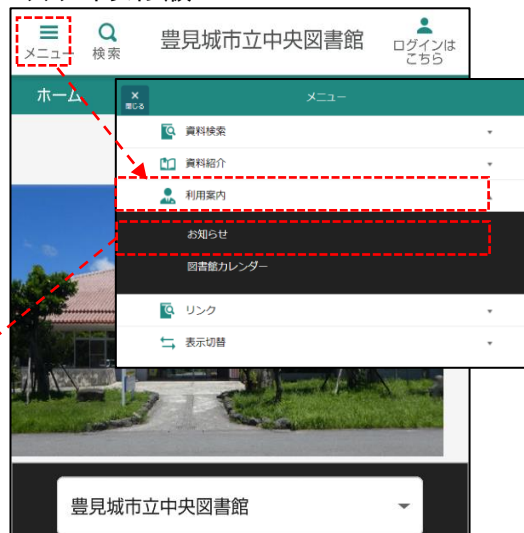 メニュー
検索
豊見城市立中央図書館
ログインは
こちら
ホーム
×
閉じる
メニュー
資料検索
資料紹介
利用案内
お知らせ
図書館カレンダー
リンク
表示切替
豊見城市立中央図書館